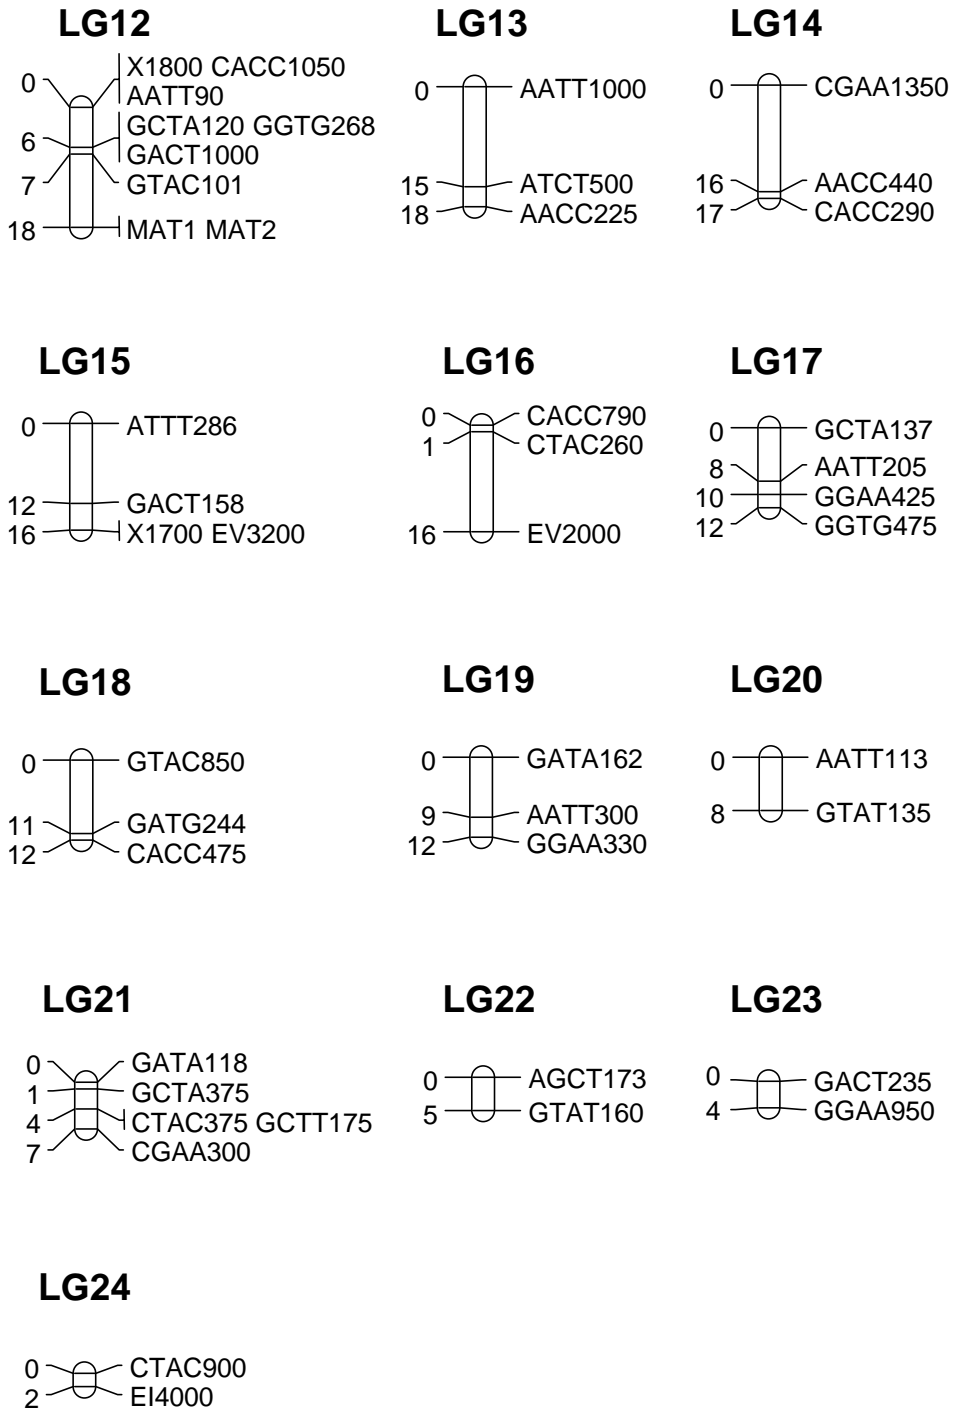 LG12
0 X1800 CACC1050
AATT90
GCTA120 GGTG268
6 GACT1000
7 GTAC101
18 MAT1 MAT2
LG13
0 AATT1000
15 ATCT500
18 AACC225
LG14
0 CGAA1350
16 AACC440
17 CACC290
LG15
0 ATTT286
12 GACT158
16 X1700 EV3200
LG16
0 CACC790
1 CTAC260
16 EV2000
LG17
0 GCTA137
8 AATT205
10 GGAA425
12 GGTG475
LG18
0 GTAC850
11 GATG244
12 CACC475
LG19
0 GATA162
9 AATT300
12 GGAA330
LG20
0 AATT113
8 GTAT135
LG21
0 GATA118
1 GCTA375
4 CTAC375 GCTT175
7 CGAA300
LG22
0 AGCT173
5 GTAT160
LG23
0 GACT235
4 GGAA950
LG24
0 CTAC900
2 EI4000